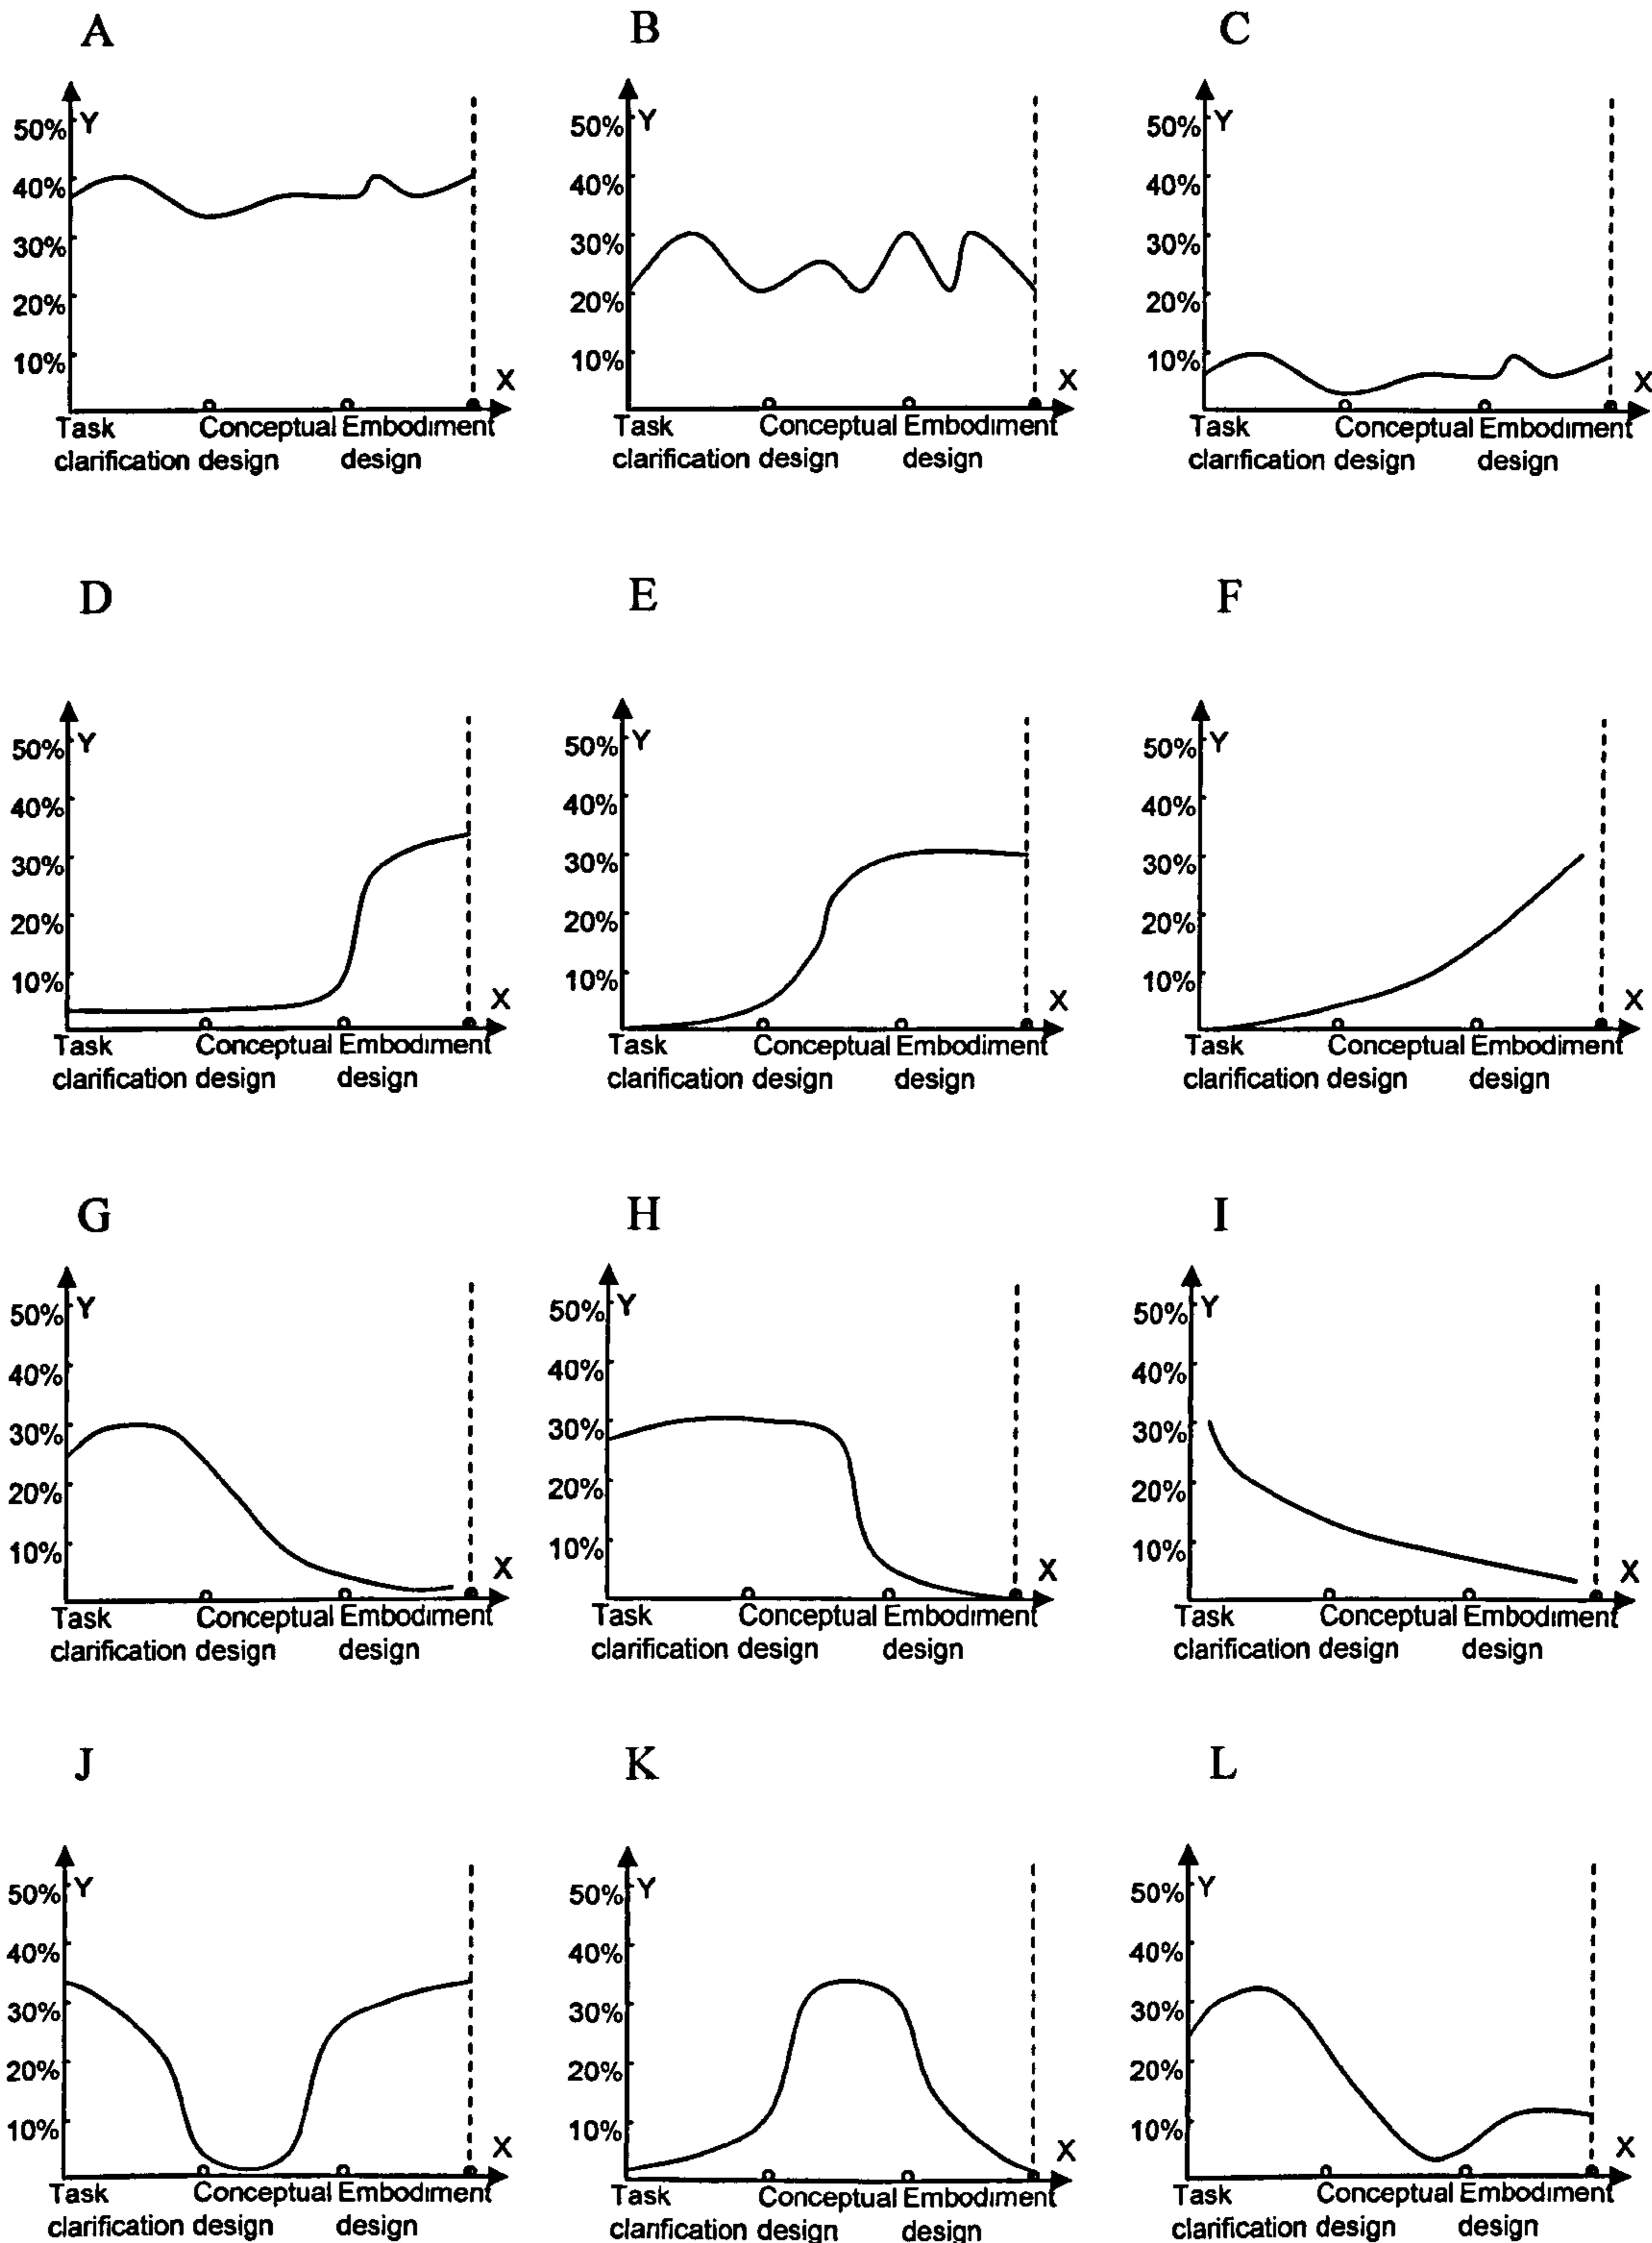 A
B
C
Y
50%
40%
30%
20%
10%
X
Task Conceptual Embodiment
clarification design design
Y
50%
40%
30%
20%
10%
X
Task Conceptual Embodiment
clarification design design
Y
50%
40%
30%
20%
10%
X
Task Conceptual Embodiment
clarification design design
D
E
F
Y
50%
40%
30%
20%
10%
X
Task Conceptual Embodiment
clarification design design
Y
50%
40%
30%
20%
10%
X
Task Conceptual Embodiment
clarification design design
Y
50%
40%
30%
20%
10%
X
Task Conceptual Embodiment
clarification design design
G
H
I
Y
50%
40%
30%
20%
10%
X
Task Conceptual Embodiment
clarification design design
Y
50%
40%
30%
20%
10%
X
Task Conceptual Embodiment
clarification design design
Y
50%
40%
30%
20%
10%
X
Task Conceptual Embodiment
clarification design design
J
K
L
Y
50%
40%
30%
20%
10%
X
Task Conceptual Embodiment
clarification design design
Y
50%
40%
30%
20%
10%
X
Task Conceptual Embodiment
clarification design design
Y
50%
40%
30%
20%
10%
X
Task Conceptual Embodiment
clarification design design